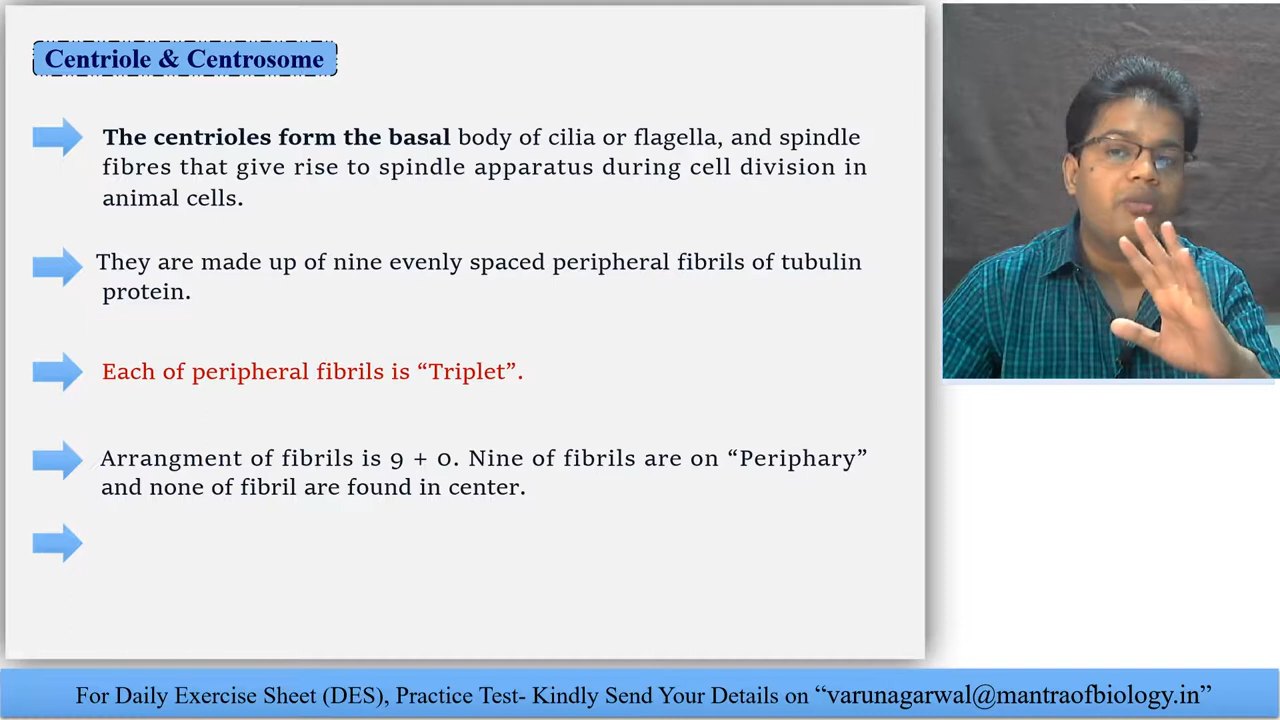 Centriole & Centrosome
The centrioles form the basal body of cilia or flagella, and spindle
fibres that give rise to spindle apparatus during cell division in
animal cells.
They are made up of nine evenly spaced peripheral fibrils of tubulin
protein.
Each of peripheral fibrils is “Triplet”.
Arrangment of fibrils is 9 + 0. Nine of fibrils are on “Periphary”
and none of fibril are found in center.
For Daily Exercise Sheet (DES), Practice Test- Kindly Send Your Details on “varunagarwal@mantraofbiology.in”